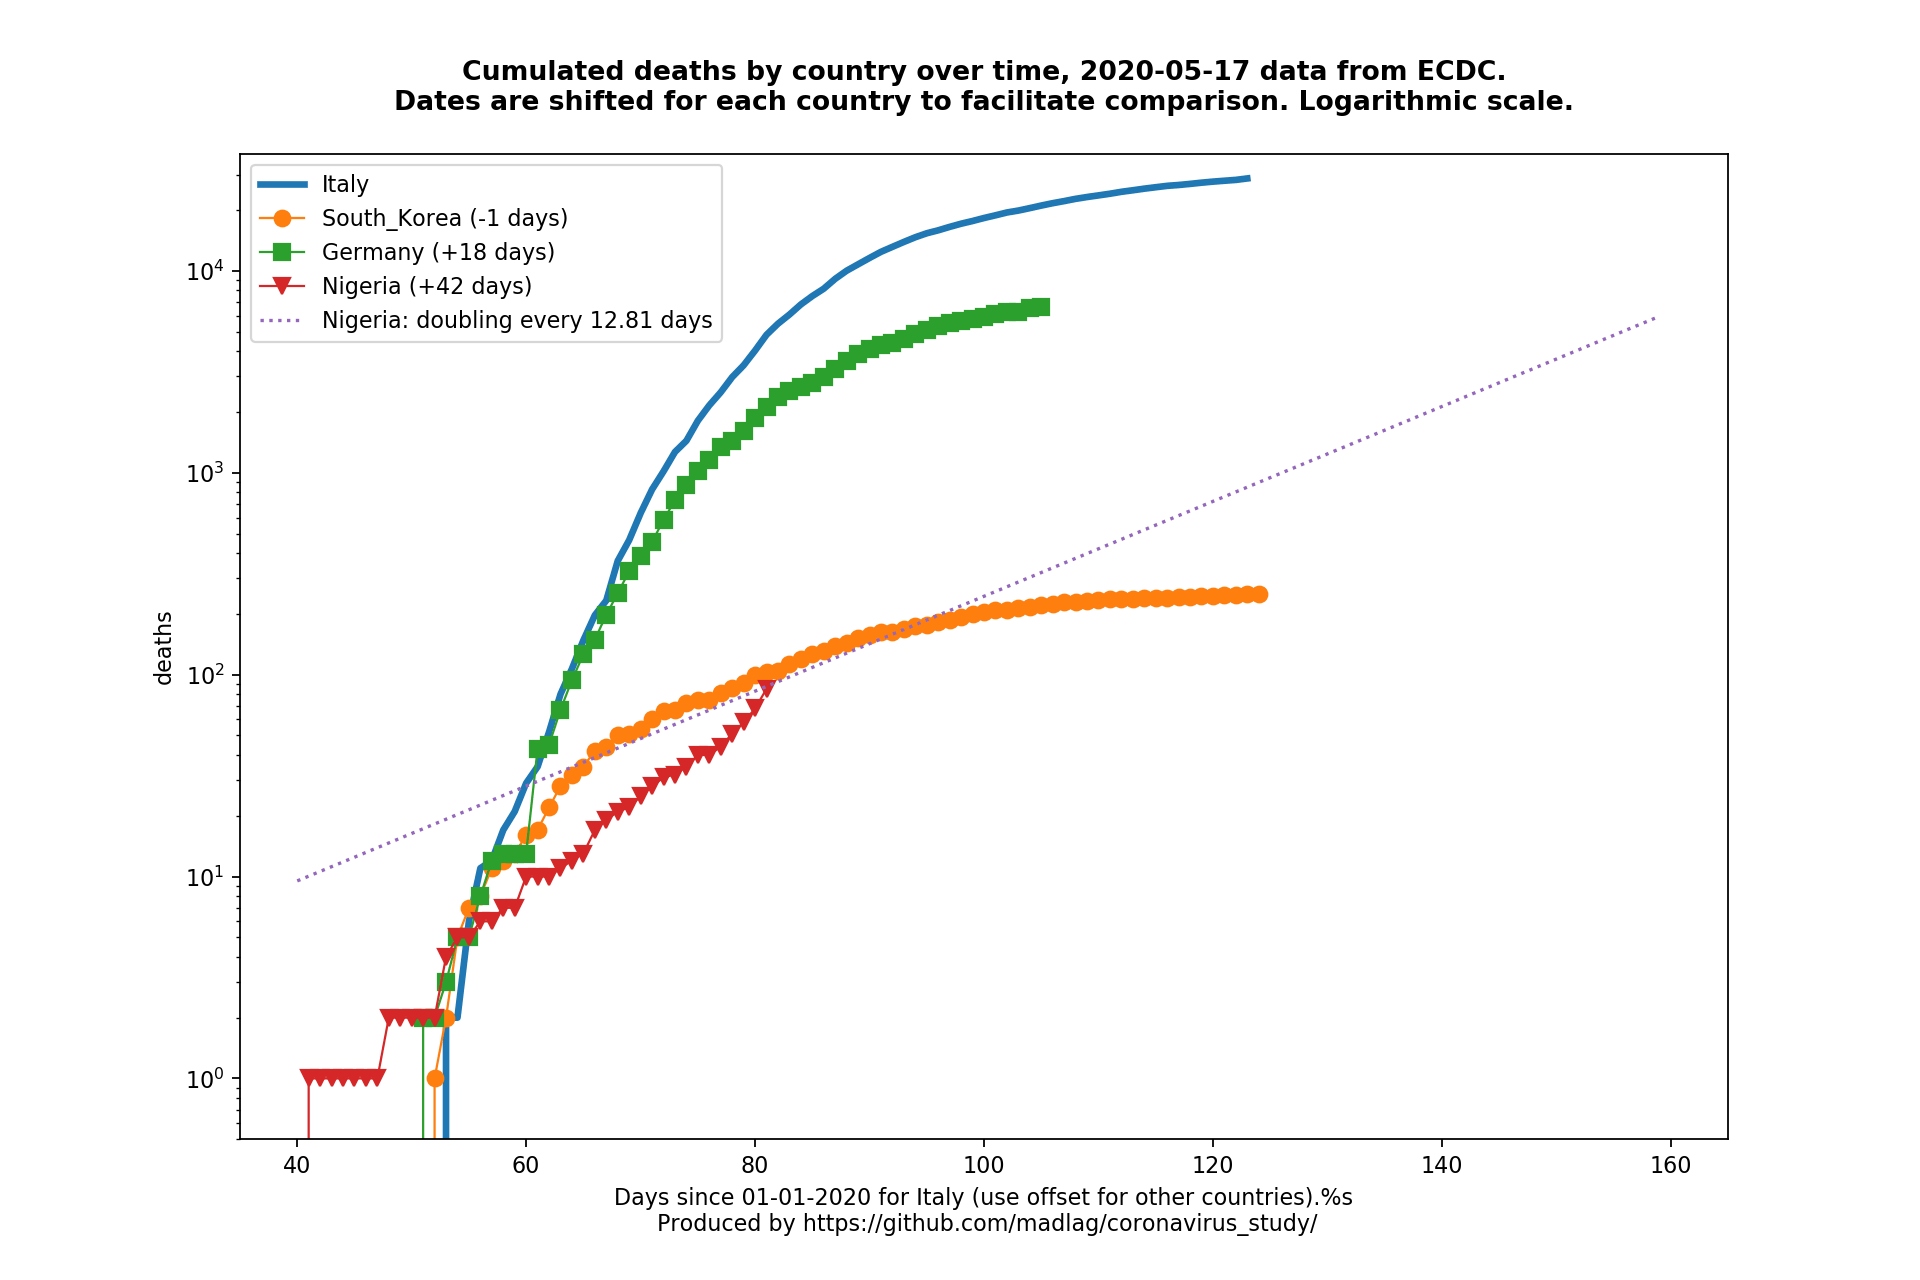 Cumulated deaths by country over time, 2020-05-17 data from ECDC.
Dates are shifted for each country to facilitate comparison. Logarithmic scale.
Italy
South_Korea (-1 days)
Germany (+18 days)
Nigeria (+42 days)
Nigeria: doubling every 12.81 days
deaths
10⁴
10³
10²
10¹
10⁰
40 60 80 100 120 140 160
Days since 01-01-2020 for Italy (use offset for other countries).%s
Produced by https://github.com/madlag/coronavirus_study/